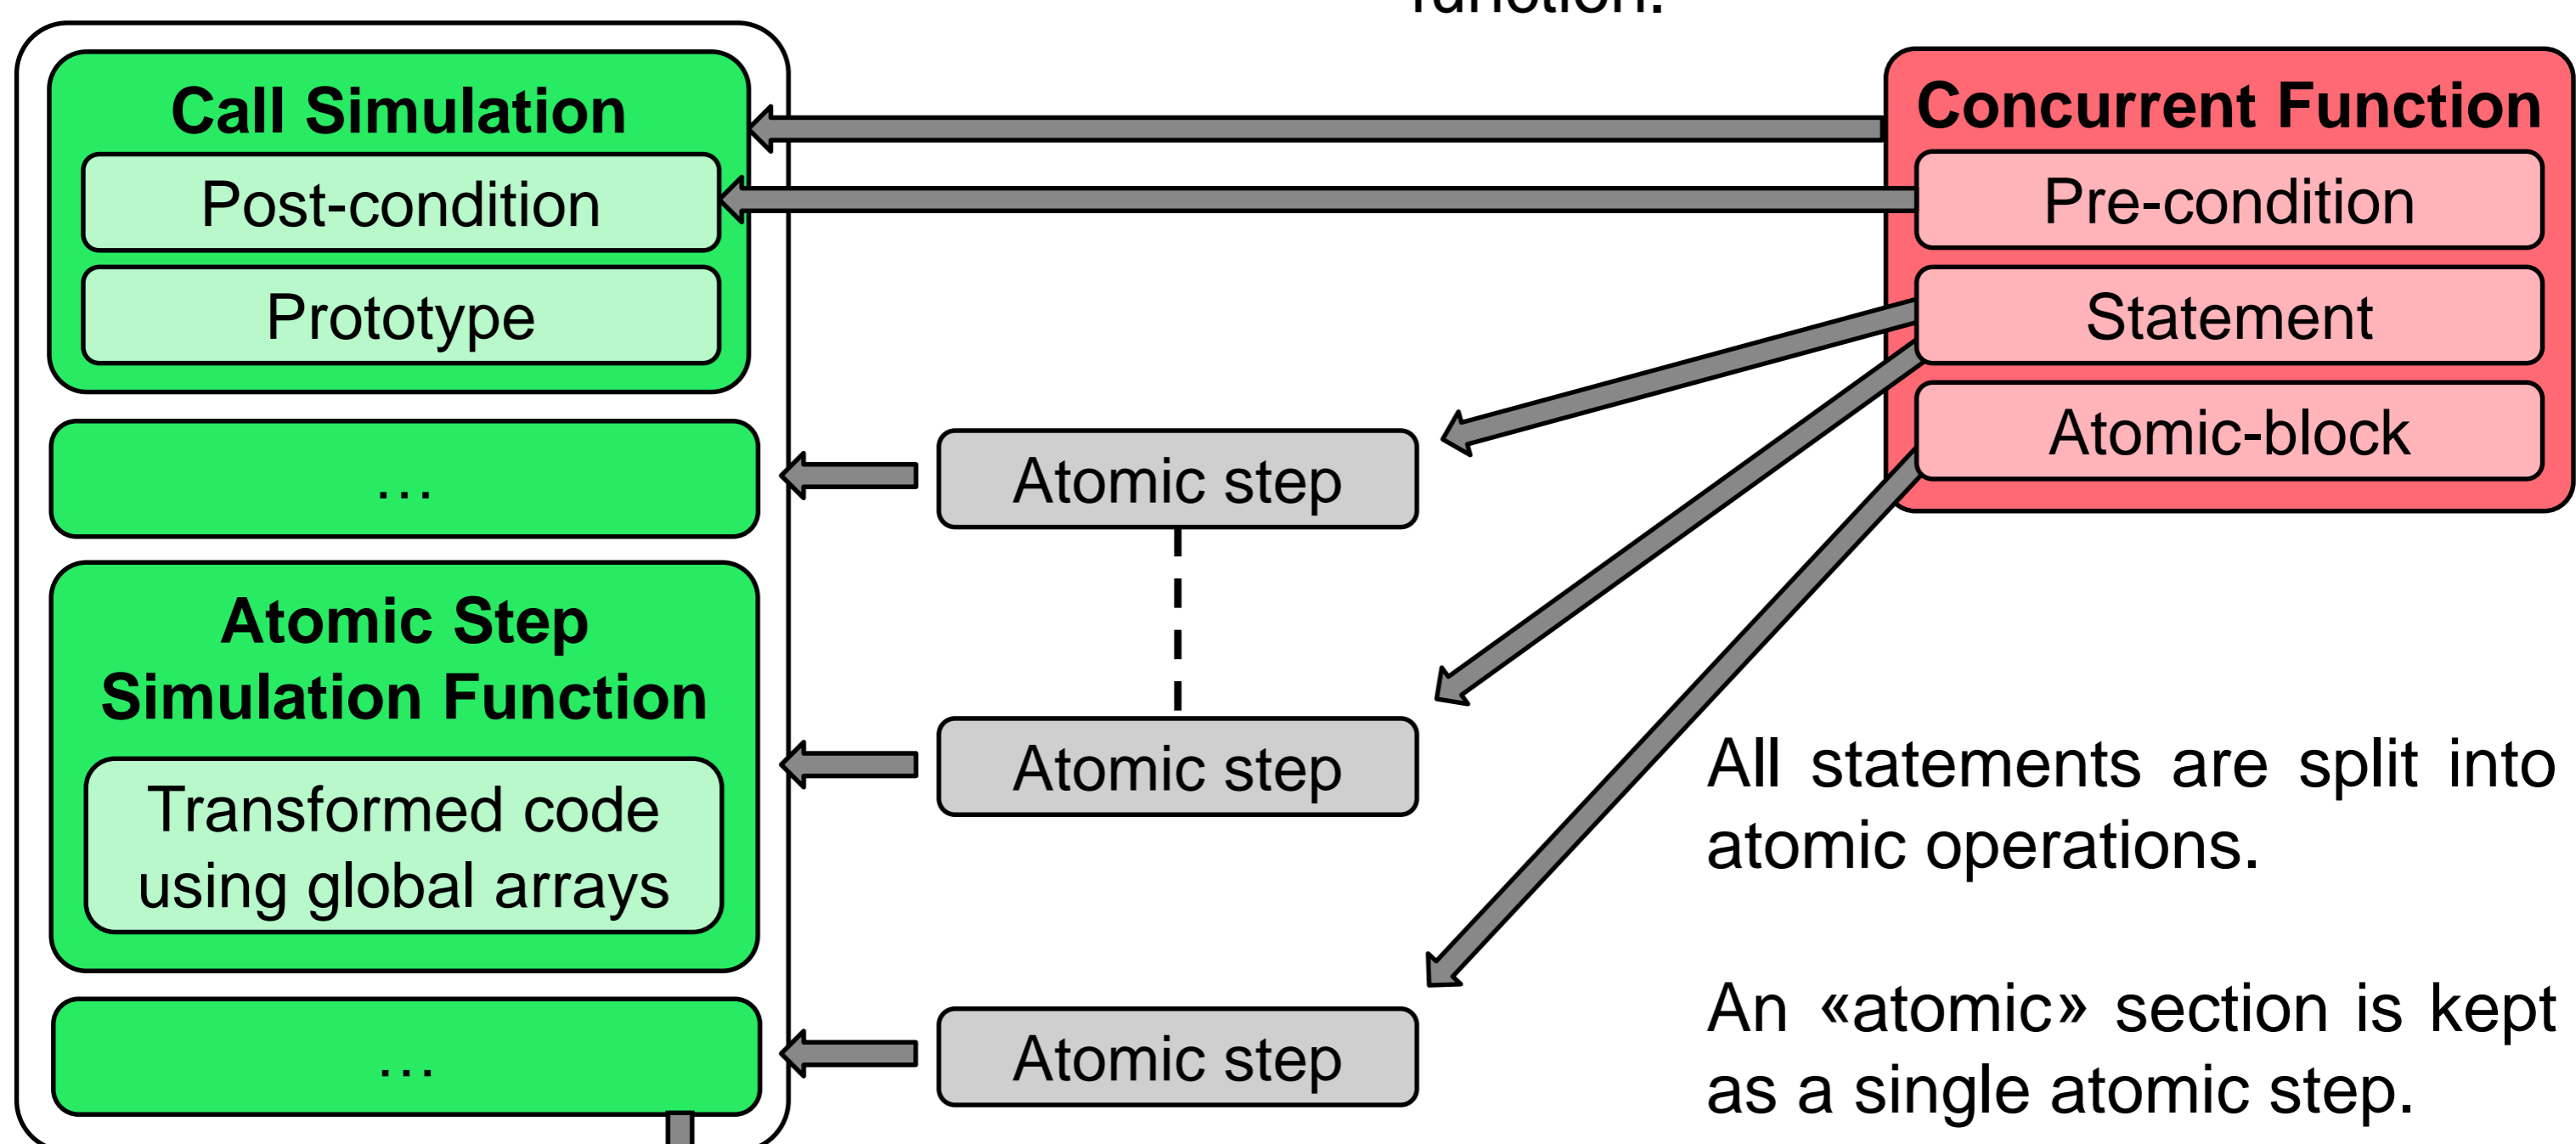 function.
Call Simulation
Post-condition
Prototype
…
Atomic Step
Simulation Function
Transformed code
using global arrays
…
Atomic step
Atomic step
Atomic step
Concurrent Function
Pre-condition
Statement
Atomic-block
All statements are split into
atomic operations.
An «atomic» section is kept
as a single atomic step.